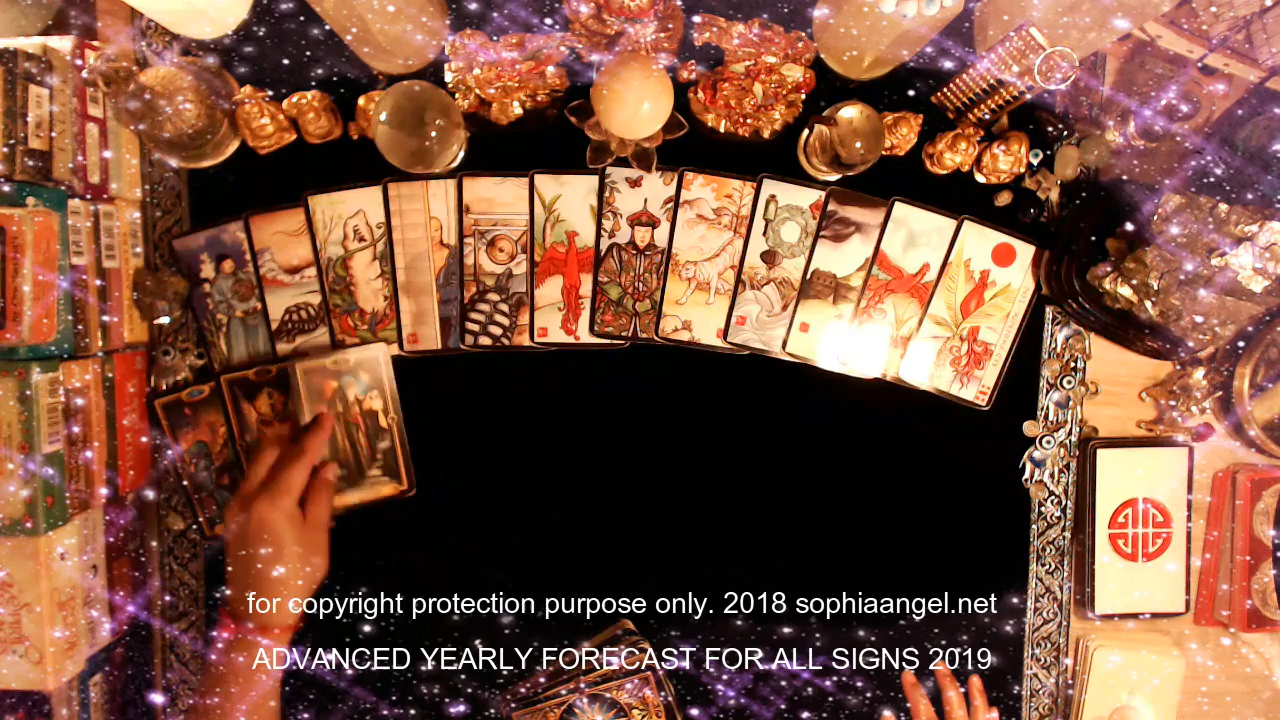 for copyright protection purpose only. 2018 sophiaangel.net
ADVANCED YEARLY FORECAST FOR ALL SIGNS 2019